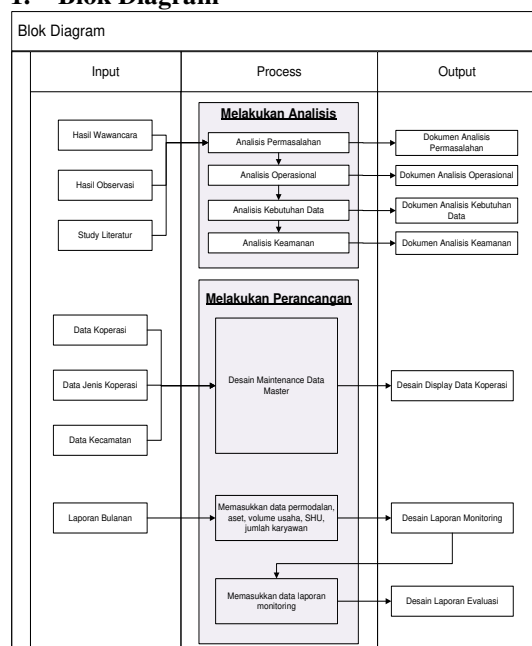 1. Blok Diagram
Blok Diagram
Input
Process
Output
Hasil Wawancara
Hasil Observasi
Study Literatur
Melakukan Analisis
Analisis Permasalahan
Analisis Operasional
Analisis Kebutuhan Data
Analisis Keamanan
Dokumen Analisis
Permasalahan
Dokumen Analisis Operasional
Dokumen Analisis Kebutuhan
Data
Dokumen Analisis Keamanan
Data Koperasi
Data Jenis Koperasi
Data Kecamatan
Melakukan Perancangan
Desain Maintenance Data
Master
Desain Display Data Koperasi
Laporan Bulanan
Memasukkan data permodalan,
aset, volume usaha, SHU,
jumlah karyawan
Desain Laporan Monitoring
Memasukkan data laporan
monitoring
Desain Laporan Evaluasi